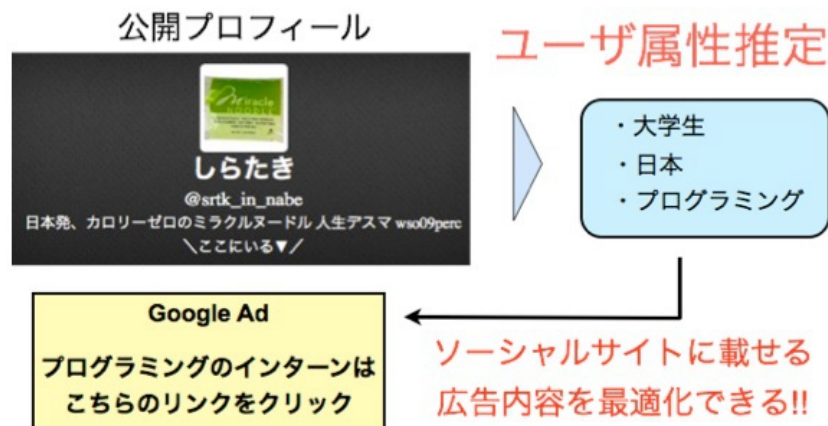 公開プロフィール
ユーザ属性推定
Miracle
NOODLE
しらたき
@srtk_in_nabe
日本発、カロリーゼロのミラクルヌードル 人生デスマ wso09perc
＼ここにいる▼／
・大学生
・日本
・プログラミング
Google Ad
プログラミングのインターンは
こちらのリンクをクリック
ソーシャルサイトに載せる
広告内容を最適化できる!!